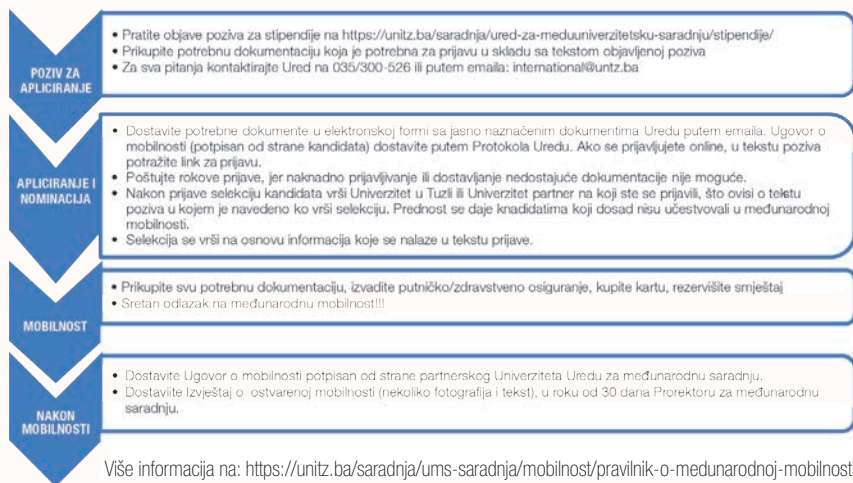 POZIV ZA
APLICIRANJE
• Pratite objave poziva za stipendije na https://unitz.ba/saradnja/ured-za-meduuniverzitetsku-saradnju/stipendije/
• Prikupite potrebnu dokumentaciju koja je potrebna za prijavu u skladu sa tekstom objavljenoj poziva
• Za sva pitanja kontaktirajte Ured na 035/300-526 ili putem emaila: international@untz.ba
APLICIRANJE I
NOMINACIJA
• Dostavite potrebne dokumente u elektronskoj formi sa jasno naznačenim dokumentima Uredu putem emaila. Ugovor o
mobilnosti (potpisan od strane kandidata) dostavite putem Protokola Uredu. Ako se prijavljujete online, u tekstu poziva
potražite link za prijavu.
• Poštujte rokove prijave, jer naknadno prijavljivanje ili dostavljanje nedostajuće dokumentacije nije moguće.
• Nakon prijave selekciju kandidata vrši Univerzitet u Tuzli ili Univerzitet partner na koji ste se prijavili, što ovisi o tekstu
poziva u kojem je navedeno ko vrši selekciju. Prednost se daje knadidatima koji dosad nisu učestvovali u međunarodnoj
mobilnosti.
• Selekcija se vrši na osnovu informacija koje se nalaze u tekstu prijave.
MOBILNOST
• Prikupite svu potrebnu dokumentaciju, izvadite putničko/zdravstveno osiguranje, kupite kartu, rezervišite smještaj
• Sretan odlazak na međunarodnu mobilnost!!!
NAKON
MOBILNOSTI
• Dostavite Ugovor o mobilnosti potpisan od strane partnerskog Univerziteta Uredu za međunarodnu saradnju.
• Dostaviite Izvještaj o ostvarenoj mobilnosti (nekoliko fotografija i tekst), u roku od 30 dana Prorektoru za međunarodnu
saradnju.
Više informacija na: https://unitz.ba/saradnja/ums-saradnja/mobilnost/pravilnik-o-medunarodnoj-mobilnost